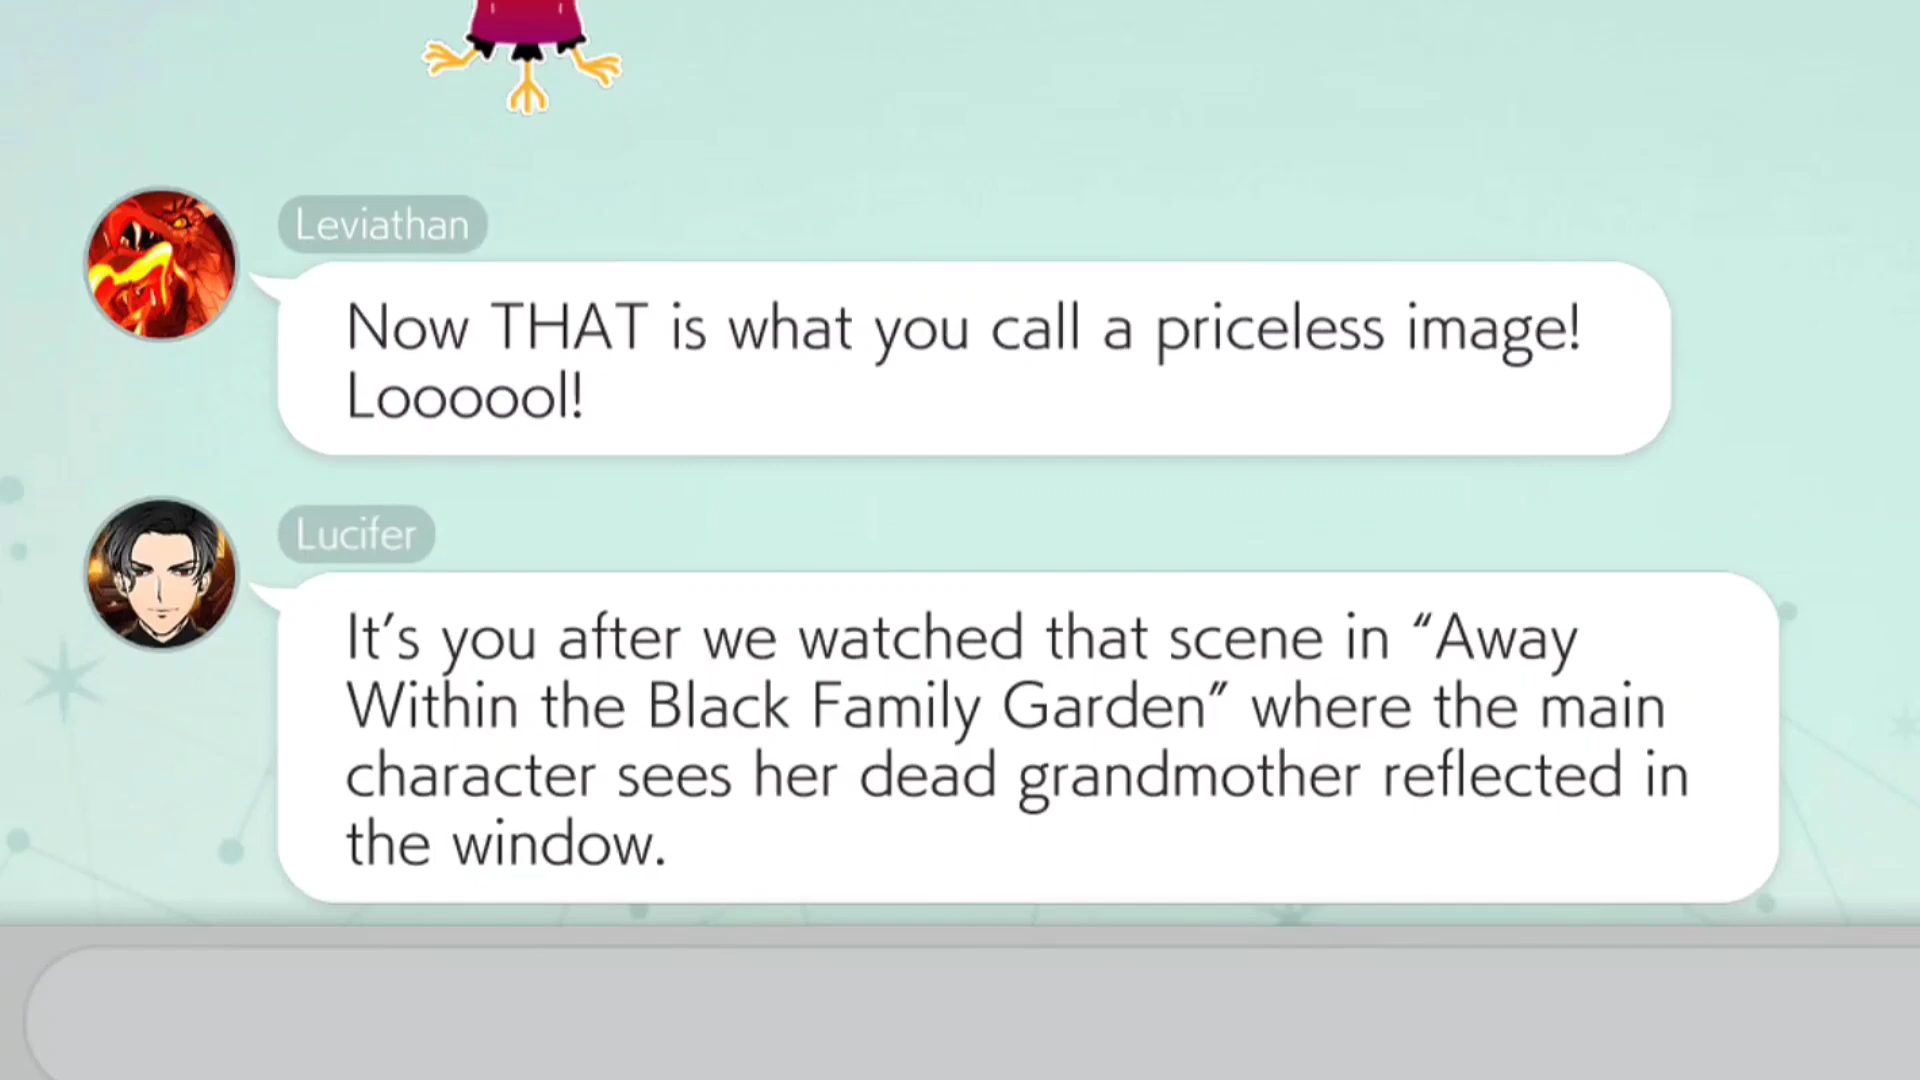 Leviathan
Now THAT is what you call a priceless image!
Loooool!
Lucifer
It's you after we watched that scene in “Away
Within the Black Family Garden” where the main
character sees her dead grandmother reflected in
the window.